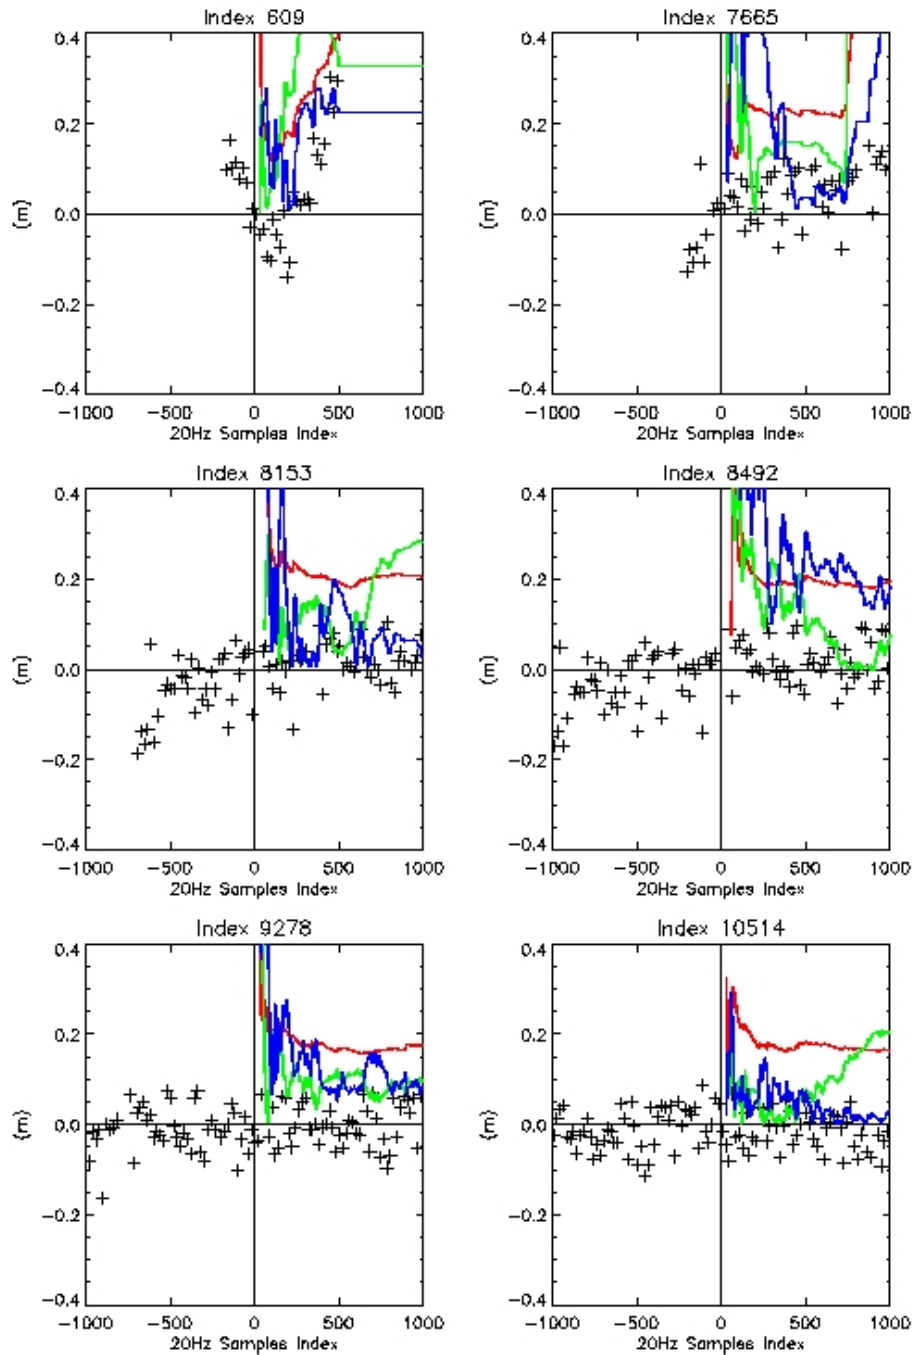 Index 609
0.4
0.2
0.0
-0.2
-0.4
(m)
-1000 -500 0 500 1000
20Hz Samples Index
Index 7665
0.4
0.2
0.0
-0.2
-0.4
(m)
-1000 -500 0 500 1000
20Hz Samples Index
Index 8153
0.4
0.2
0.0
-0.2
-0.4
(m)
-1000 -500 0 500 1000
20Hz Samples Index
Index 8492
0.4
0.2
0.0
-0.2
-0.4
(m)
-1000 -500 0 500 1000
20Hz Samples Index
Index 9278
0.4
0.2
0.0
-0.2
-0.4
(m)
-1000 -500 0 500 1000
20Hz Samples Index
Index 10514
0.4
0.2
0.0
-0.2
-0.4
(m)
-1000 -500 0 500 1000
20Hz Samples Index